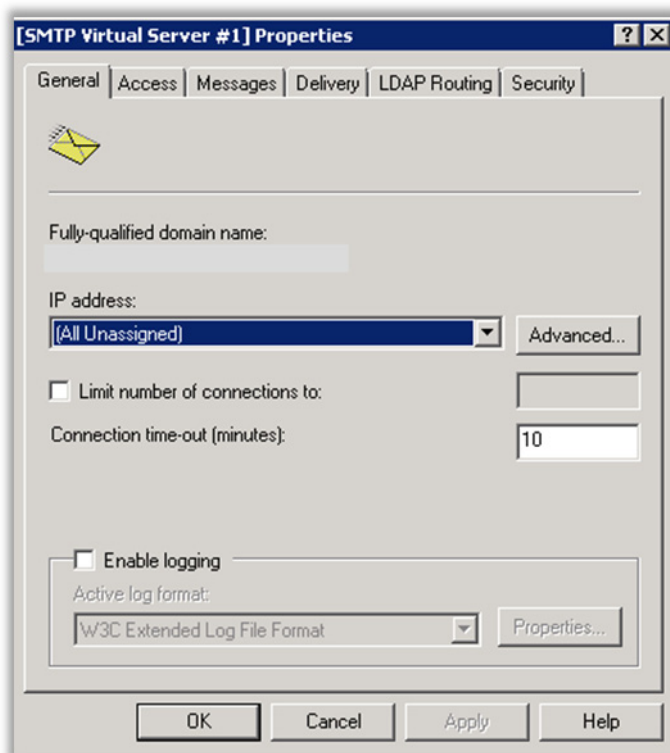 [SMTP Virtual Server #1] Properties
General Access Messages Delivery LDAP Routing Security
Fully-qualified domain name:
IP address:
(All Unassigned)
Advanced...
Limit number of connections to:
Connection time-out (minutes):
10
Enable logging
Active log format:
W3C Extended Log File Format
Properties...
OK Cancel Apply Help